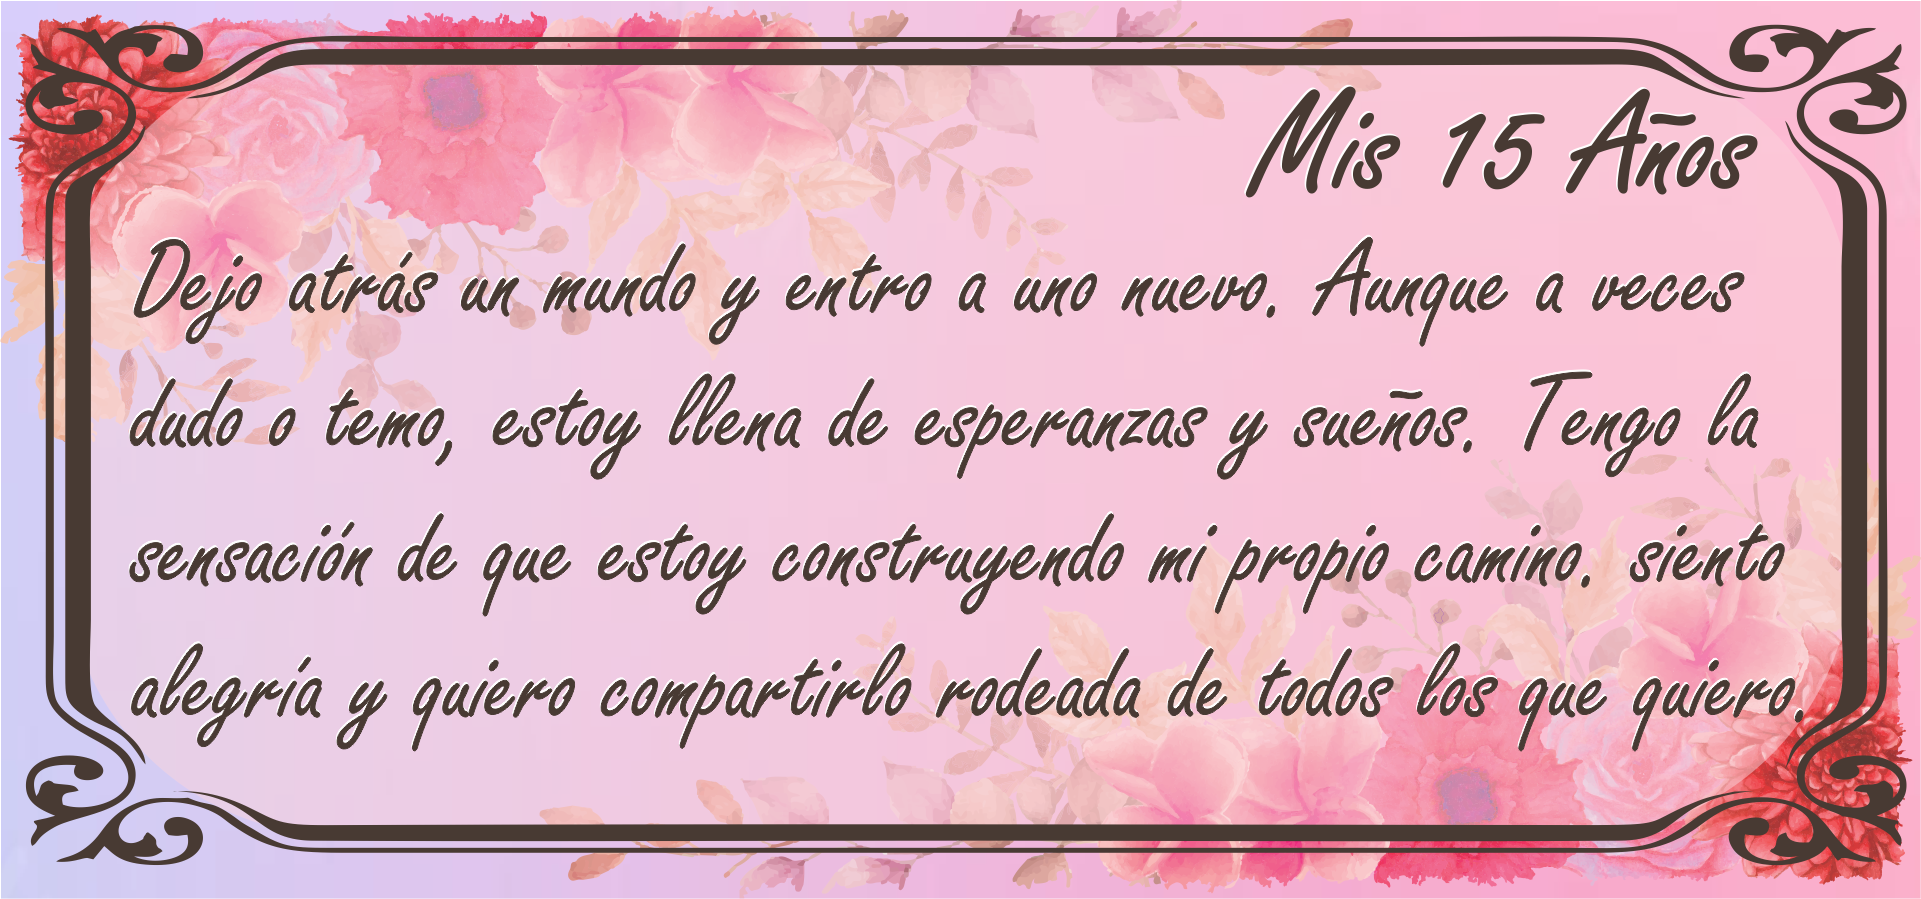 Mis 15 Años
Dejo atrás un mundo y entro a uno nuevo. Aunque a veces
dudo o temo, estoy llena de esperanzas y sueños. Tengo la
sensación de que estoy construyendo mi propio camino. siento
alegría y quiero compartirlo rodeada de todos los que quiero.